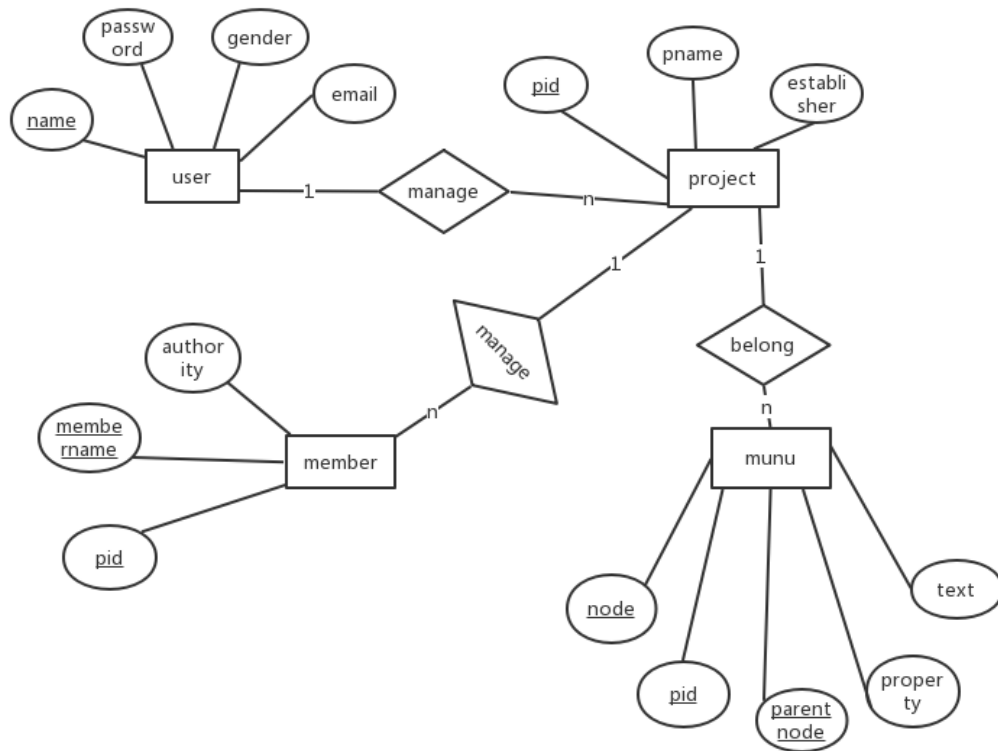 passw
ord
gender
pname
pid
email
establi
sher
name
user
project
1
manage
n
1
1
manage
belong
author
ity
n
n
membe
rname
member
munu
pid
node
text
pid
proper
ty
parent
node